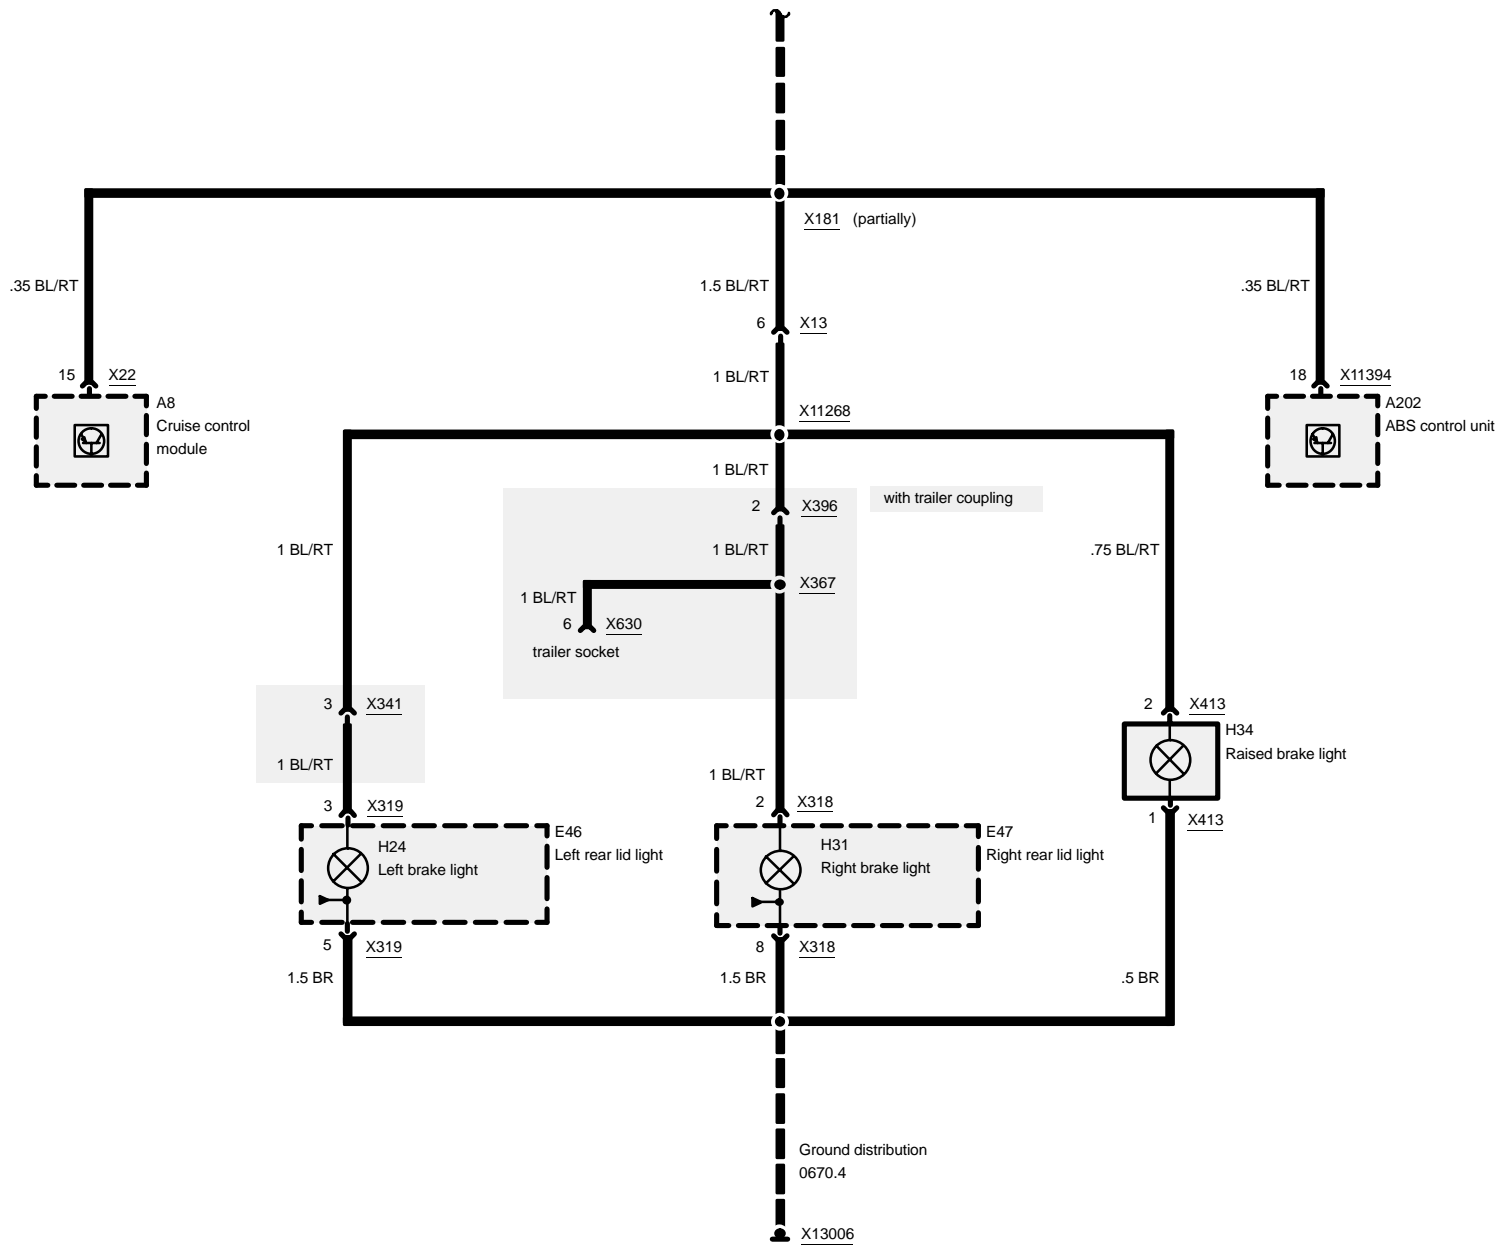 X181 (partially)
.35 BL/RT
1.5 BL/RT
.35 BL/RT
6 X13
15 X22
1 BL/RT
18 X11394
A8
Cruise control
module
X11268
A202
ABS control unit
1 BL/RT
with trailer coupling
2 X396
1 BL/RT
1 BL/RT
.75 BL/RT
X367
1 BL/RT
6 X630
trailer socket
3 X341
2 X413
H34
Raised brake light
1 BL/RT
1 BL/RT
3 X319
2 X318
1 X413
E46
Left rear lid light
H24
Left brake light
E47
Right rear lid light
H31
Right brake light
5 X319
8 X318
1.5 BR
1.5 BR
.5 BR
Ground distribution
0670.4
X13006